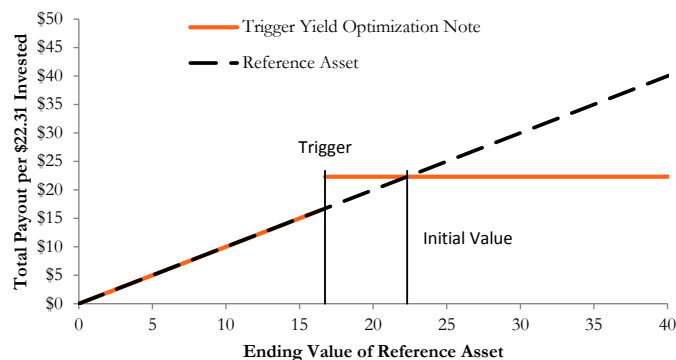 $50
$45
$40
$35
$30
$25
$20
$15
$10
$5
$0
Total Payout per $22.31 Invested
Trigger Yield Optimization Note
Reference Asset
Trigger
Initial Value
0 5 10 15 20 25 30 35 40
Ending Value of Reference Asset